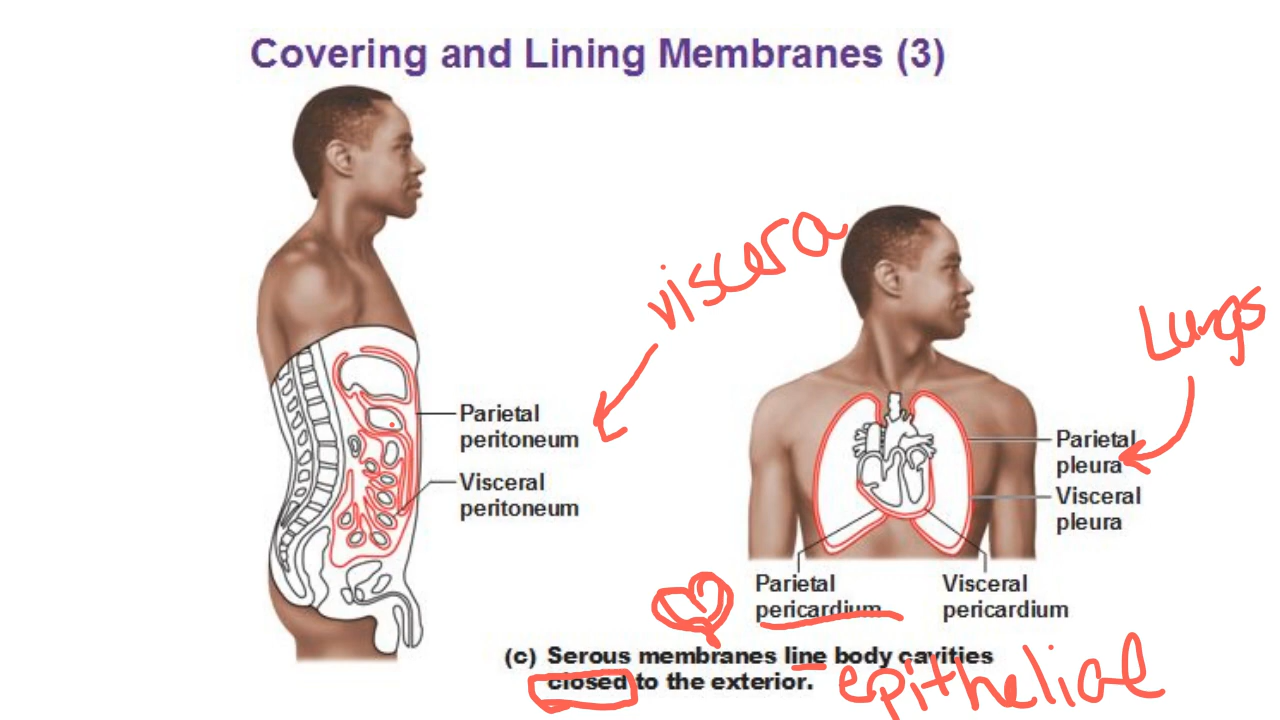 Covering and Lining Membranes (3)
viscera
Lungs
Parietal
peritoneum
Visceral
peritoneum
Parietal
pleura
Visceral
pleura
Parietal
pericardium
Visceral
pericardium
(c) Serous membranes line body cavities
closed to the exterior.
epithelial